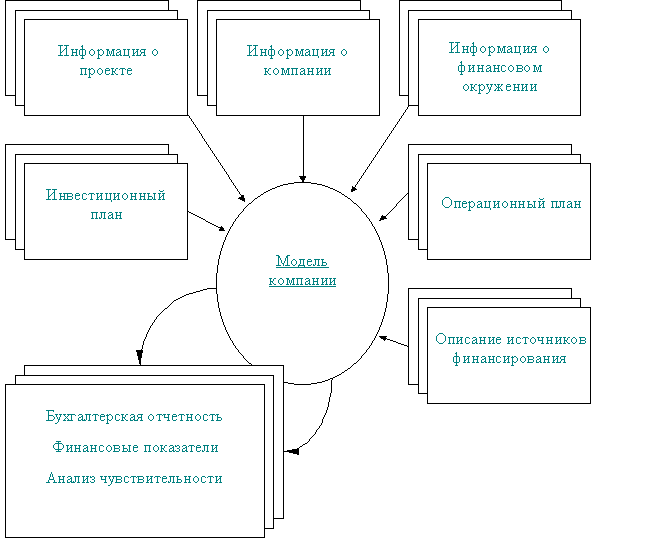 Информация о
проекте
Информация о
компании
Информация о
финансовом
окружении
Инвестиционный
план
Операционный план
Модель
компании
Описание источников
финансирования
Бухгалтерская отчетность
Финансовые показатели
Анализ чувствительности